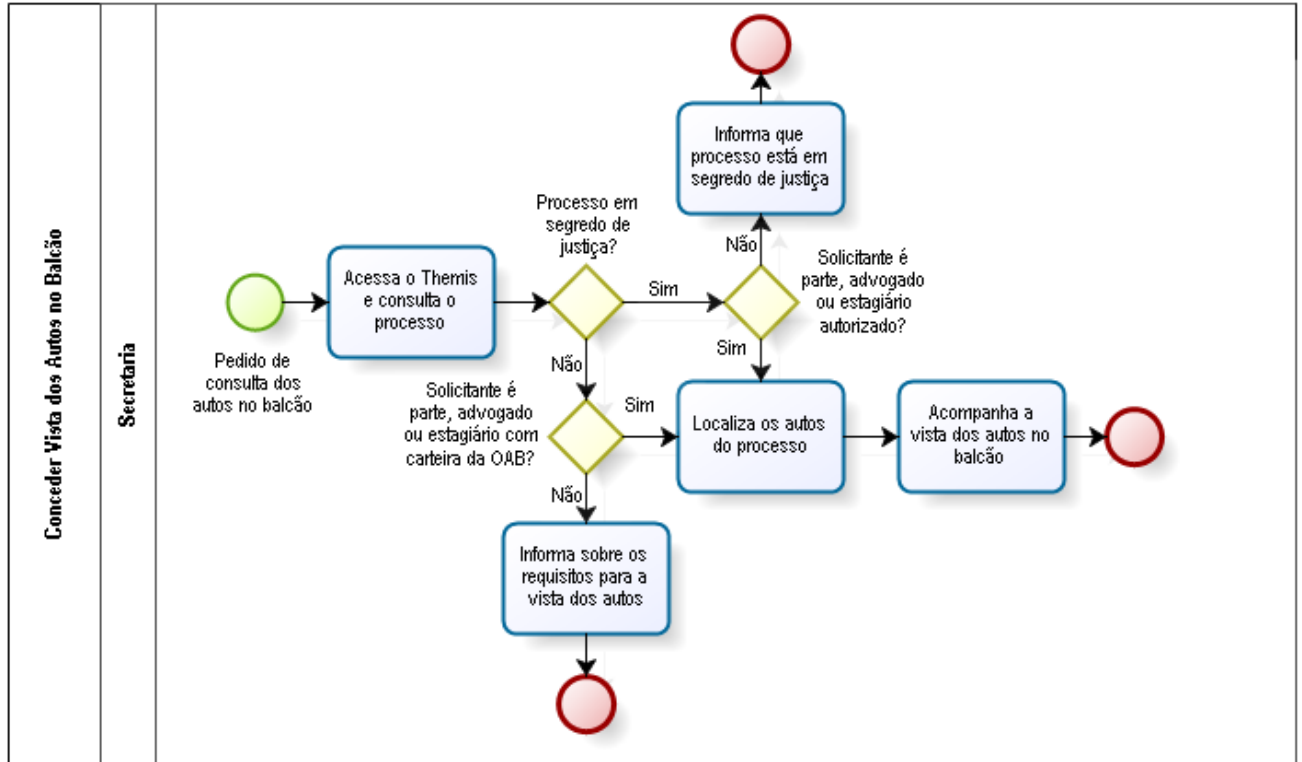 Conceder Vista dos Autos no Balcão
Secretaria
Pedido de
consulta dos
autos no balcão
Acessa o Themis
e consulta o
processo
Processo em
segredo de
justiça?
Sim
Não
Solicitante é
parte, advogado
ou estagiário
autorizado?
Não
Sim
Informa que
processo está em
segredo de justiça
Solicitante é
parte, advogado
ou estagiário com
carteira da OAB?
Sim
Não
Localiza os autos
do processo
Acompanha a
vista dos autos no
balcão
Informa sobre os
requisitos para a
vista dos autos